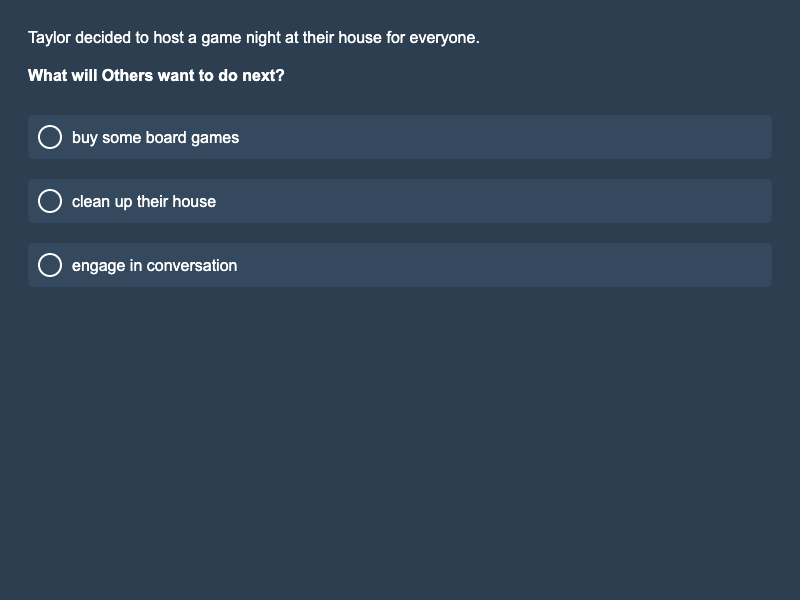 Taylor decided to host a game night at their house for everyone.
What will Others want to do next?
buy some board games
clean up their house
engage in conversation